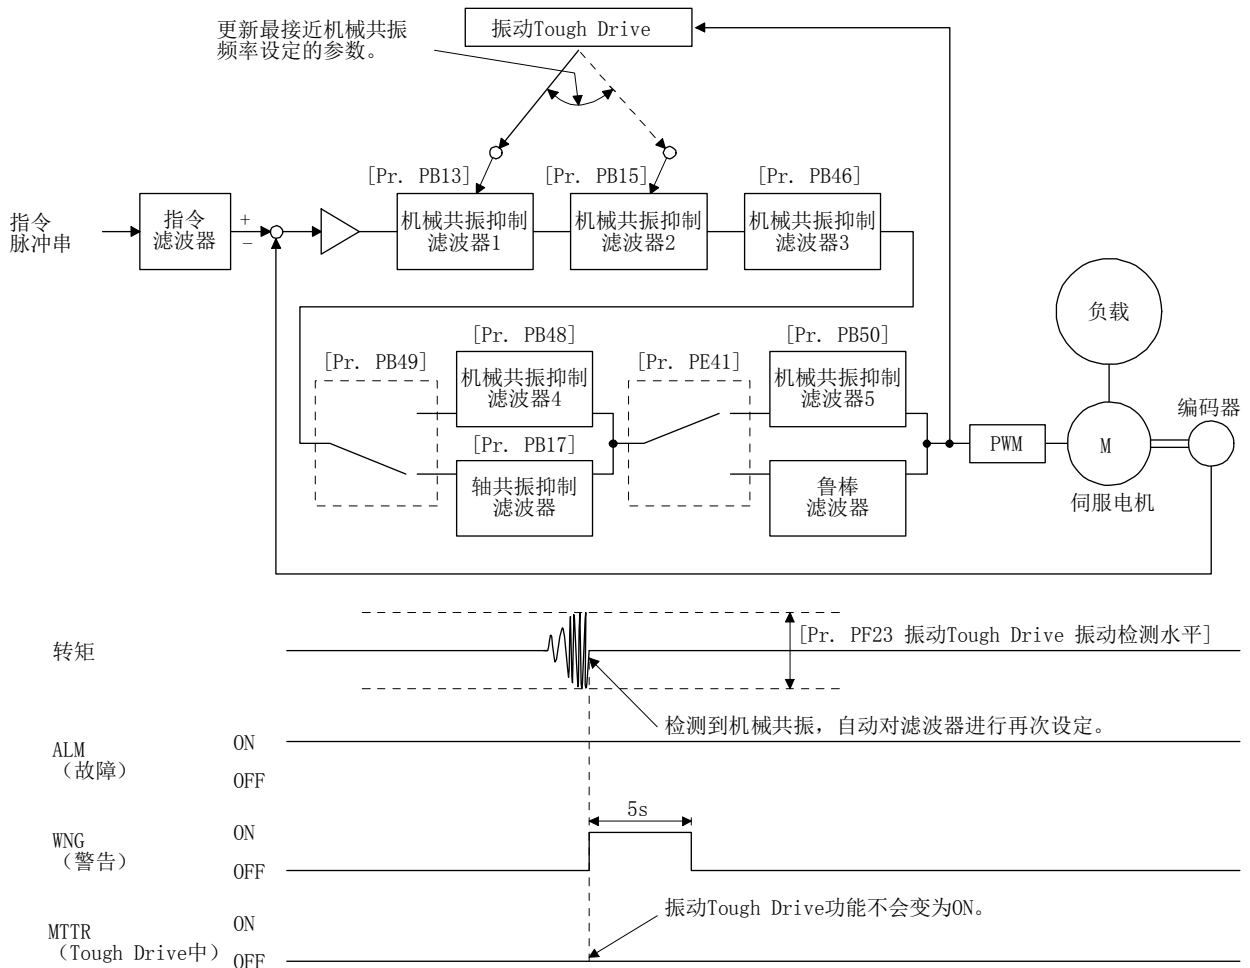 更新最接近机械共振
频率设定的参数。
振动Tough Drive
[Pr. PB13]
[Pr. PB15]
[Pr. PB46]
指令
脉冲串
指令
滤波器
+
−
机械共振抑制
滤波器1
机械共振抑制
滤波器2
机械共振抑制
滤波器3
负载
[Pr. PB49]
[Pr. PB48]
机械共振抑制
滤波器4
[Pr. PB17]
轴共振抑制
滤波器
[Pr. PE41]
[Pr. PB50]
机械共振抑制
滤波器5
鲁棒
滤波器
PWM
M
伺服电机
编码器
转矩
[Pr. PF23 振动Tough Drive 振动检测水平]
检测到机械共振，自动对滤波器进行再次设定。
ALM
（故障）
ON
OFF
5s
WNG
（警告）
ON
OFF
振动Tough Drive功能不会变为ON。
MTTR
（Tough Drive中）
ON
OFF